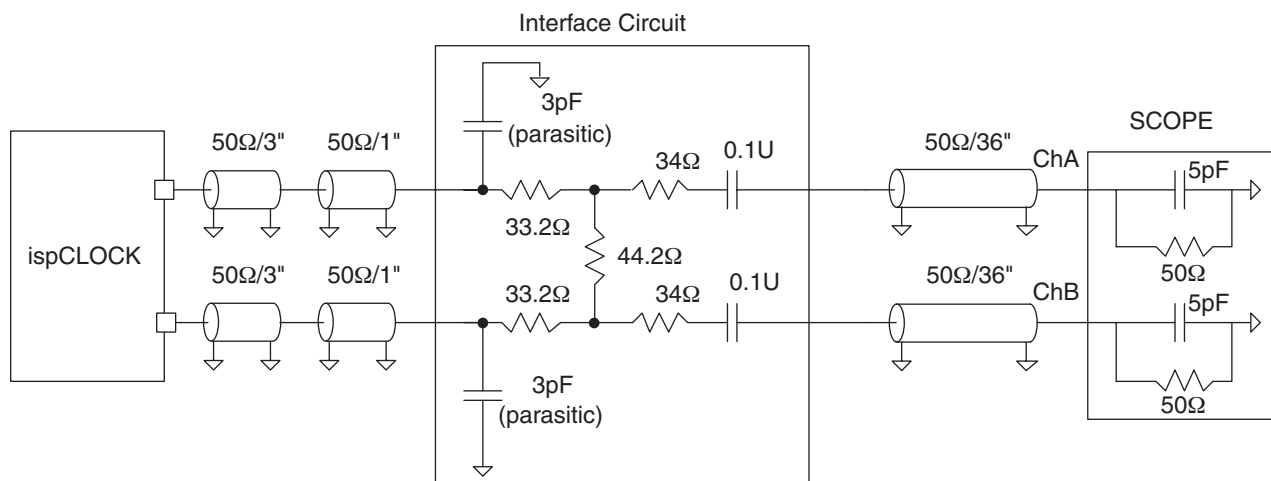 Interface Circuit
3pF
(parasitic)
SCOPE
50Ω/3"
50Ω/1"
34Ω
0.1U
50Ω/36"
ChA
5pF
33.2Ω
50Ω
ispCLOCK
44.2Ω
50Ω/3"
50Ω/1"
33.2Ω
34Ω
0.1U
50Ω/36"
ChB
5pF
3pF
(parasitic)
50Ω